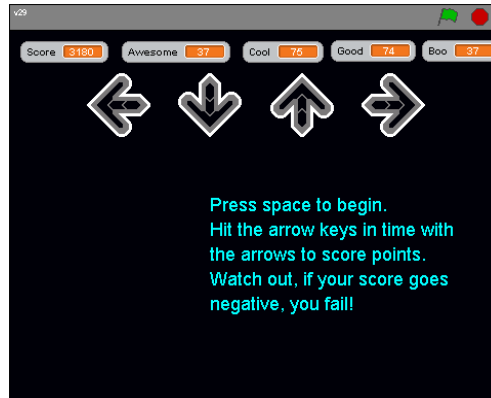 v29
Score 3180 Awesome 37 Cool 75 Good 74 Boo 37
Press space to begin.
Hit the arrow keys in time with
the arrows to score points.
Watch out, if your score goes
negative, you fail!